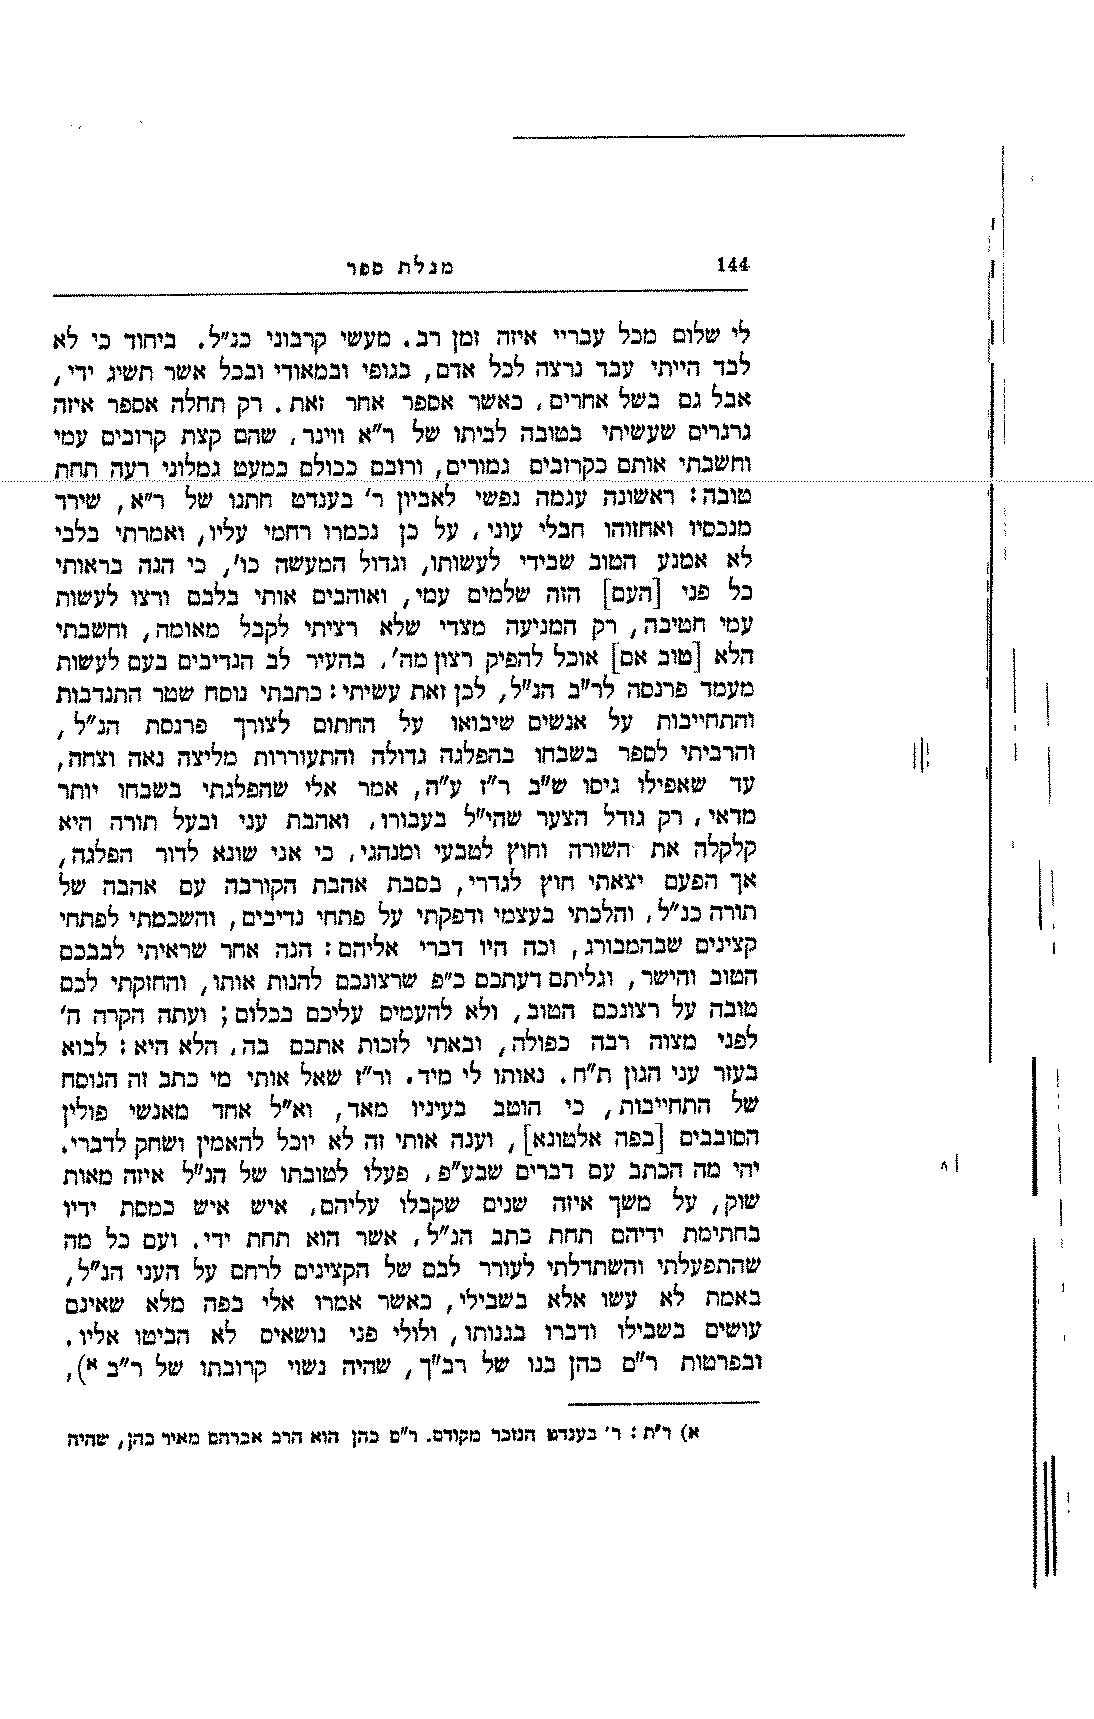 144 מגלת ספר
לי שלום מכל עבריי איזה זמן רב. מעשי קרבוני כנ"ל. ביחוד כי לא
לבד הייתי עבד נרצה לכל אדם, בגופי ובמאודי ובכל אשר תשיג ידי,
אבל גם בשל אחרים, כאשר אספר אחר זאת. רק תחלה אספר איזה
גרגרים שעשיתי בטובה לביתו של ר"א ווינר, שהם קצת קרובים עמי
וחשבתי אותם כקרובים גמורים, ורובם ככולם כמעט גמלוני רעה תחת
טובה: ראשונה עגמה נפשי לאביון ר' בענדט חתנו של ר"א, שירד
מנכסיו ואחזוהו חבלי עוני, על כן נכמרו רחמי עליו, ואמרתי בלבי
לא אמנע הטוב שבידי לעשותו, וגדול המעשה כו', כי הנה בראותי
כל פני [העם] הזה שלמים עמי, ואוהבים אותי בלבם ורצו לעשות
עמי חטיבה, רק המניעה מצדי שלא רציתי לקבל מאומה, וחשבתי
הלא [טוב אם] אוכל להפיק רצון מה', בהעיר לב הנדיבים בעם לעשות
מעמד פרנסה לר"ב הנ"ל, לכן זאת עשיתי: כתבתי נוסח שטר התנדבות
והתחייבות על אנשים שיבואו על החתום לצורך פרנסת הנ"ל,
והרביתי לספר בשבחו בהפלגה גדולה והתעוררות מליצה נאה וצחה,
עד שאפילו גיסו ש"ב ר"ז ע"ה, אמר אלי שהפלגתי בשבחו יותר
מדאי, רק גודל הצער שהי"ל בעבורו, ואהבת עני ובעל תורה היא
קלקלה את השורה וחוץ לטבעי ומנהגי, כי אני שונא לדור הפלגה,
אך הפעם יצאתי חוץ לגדרי, בסבת אהבת הקורבה עם אהבה של
תורה כנ"ל, והלכתי בעצמי ודפקתי על פתחי נדיבים, והשכמתי לפתחי
קצינים שבהמבורג, וכה היו דברי אליהם: הנה אחר שראיתי לבבכם
הטוב והישר, וגליתם דעתכם כ"פ שרצונכם להנות אותו, והחזקתי לכם
טובה על רצונכם הטוב, ולא להעמים עליכם בכלום; ועתה הקרה ה'
לפני מצוה רבה כפולה, ובאתי לזכות אתכם בה, הלא היא: לבוא
בעזר עני הגון ת"ח. נאותו לי מיד. ור"ז שאל אותי מי כתב זה הנוסח
של התחייבות, כי הוטב בעיניו מאד, וא"ל אחד מאנשי פולין
הסובבים [בפה אלטונא], וענה אותי זה לא יוכל להאמין ושחק לדברי.
יהי מה הכתב עם דברים שבע"פ, פעלו לטובתו של הנ"ל איזה מאות
שוק, על משך איזה שנים שקבלו עליהם, איש איש כמסת ידיו
בחתימת ידיהם תחת כתב הנ"ל, אשר הוא תחת ידי. ועם כל מה
שהתפעלתי והשתדלתי לעורר לבם של הקצינים לרחם על העני הנ"ל,
באמת לא עשו אלא בשבילי, כאשר אמרו אלי בפה מלא שאינם
עושים בשבילו ודברו בגנותו, ולולי פני נושאים לא הביטו אליו.
ובפרטות ר"ם כהן בנו של רב"ך, שהיה נשוי קרובתו של ר"ב א),
א) ר"ת: ר' בענדט הנזכר מקודם. ר"ם כהן הוא הרב אברהם מאיר כהן, שהיה